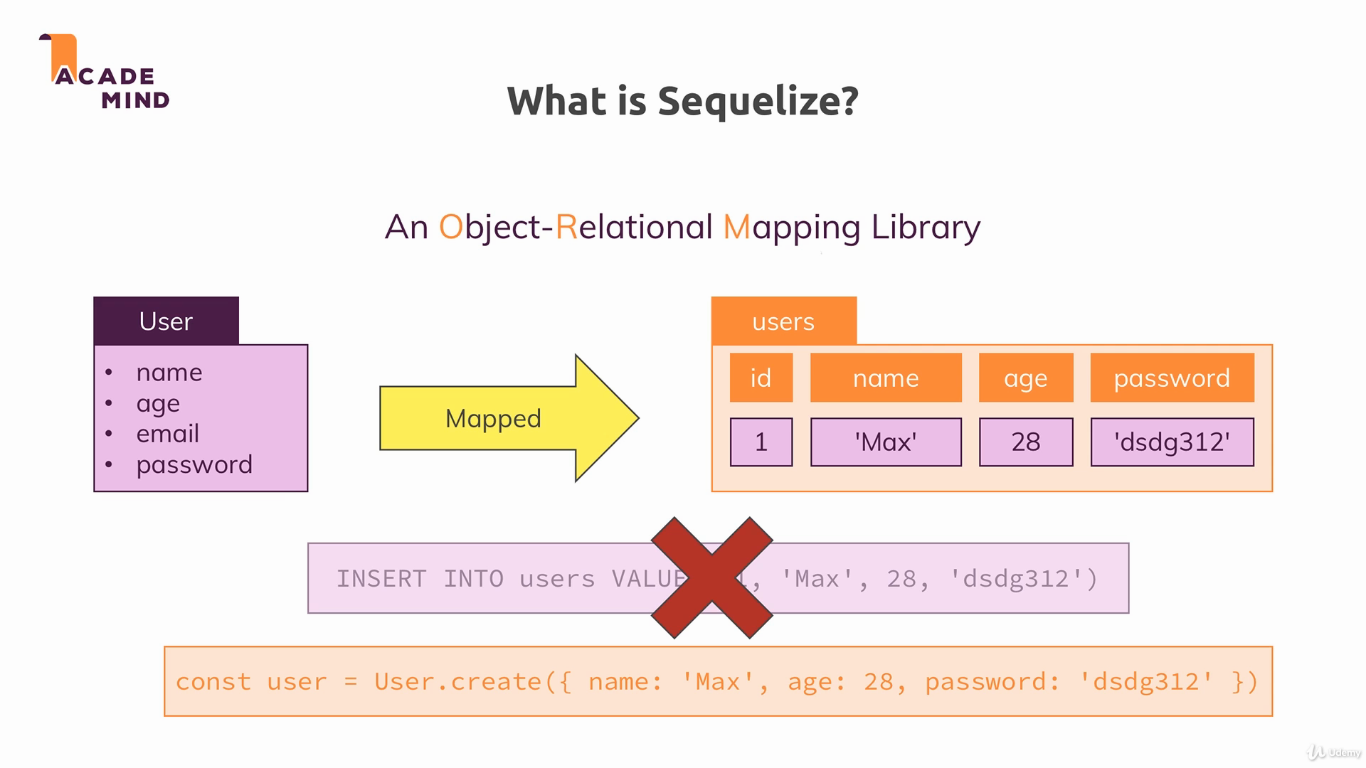 ACADE
MIND
What is Sequelize?
An Object-Relational Mapping Library
User
• name
• age
• email
• password
Mapped
users
id name age password
1 'Max' 28 'dsdg312'
INSERT INTO users 'Max', 28, 'dsdg312')
const user = User.create({ name: 'Max', age: 28, password: 'dsdg312' })
Udemy